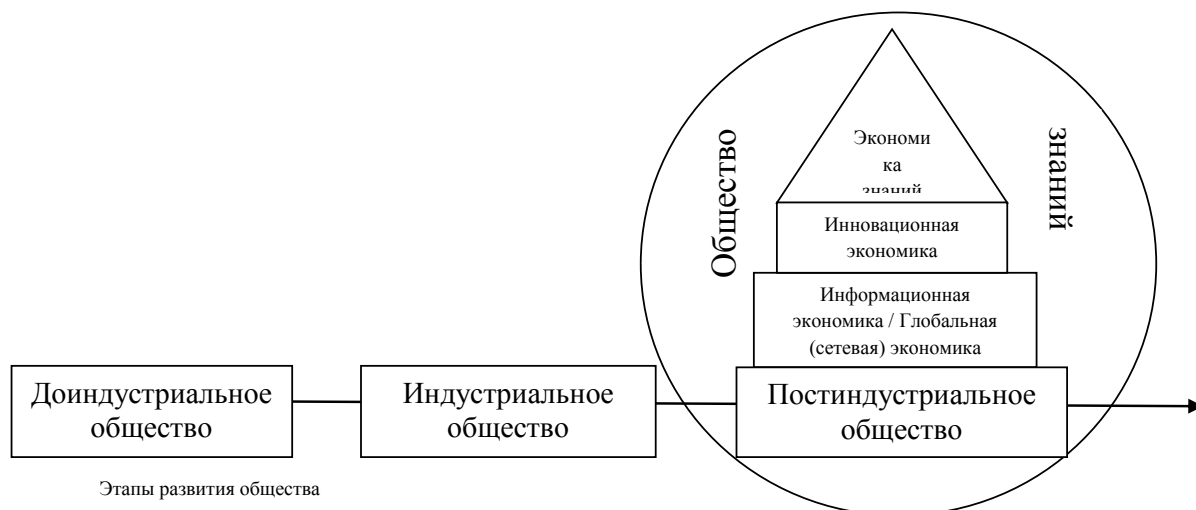 Общество
знаний
Экономи
ка
знаний
Инновационная
экономика
Информационная
экономика / Глобальная
(сетевая) экономика
Доиндустриальное
общество
Индустриальное
общество
Постиндустриальное
общество
Этапы развития общества